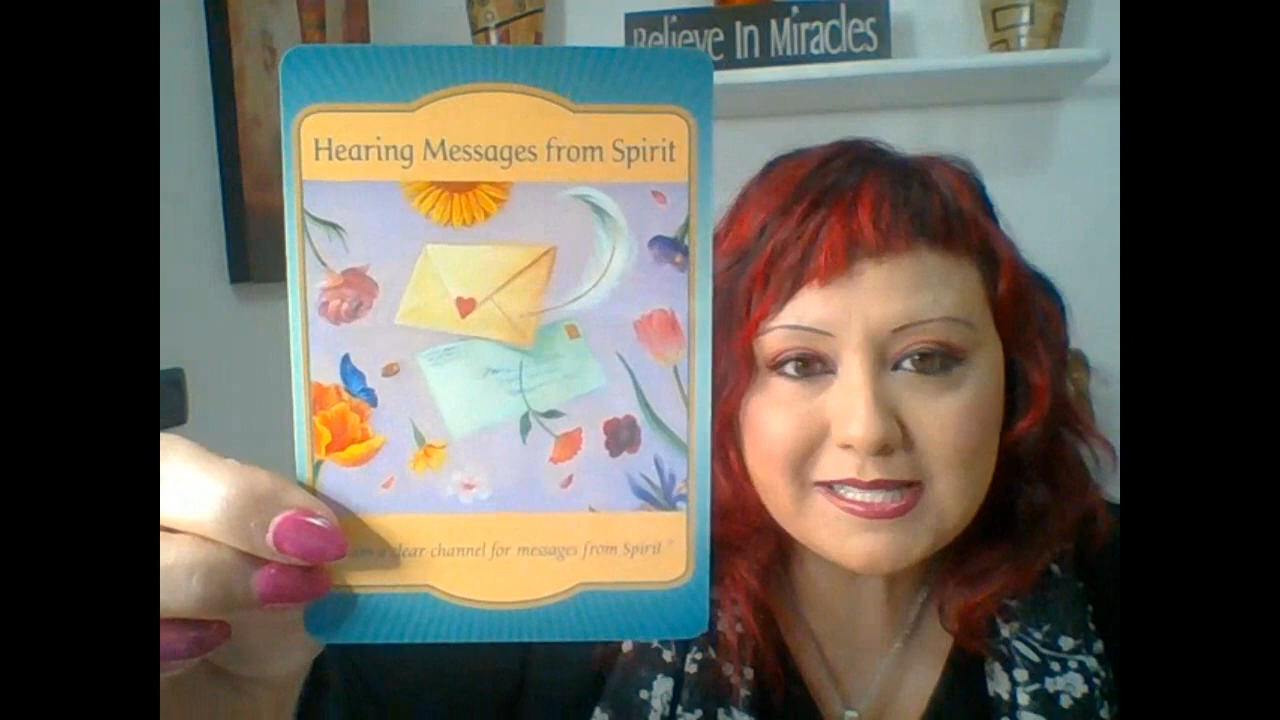 Believe In Miracles
Hearing Messages from Spirit
a clear channel for messages from Spirit"